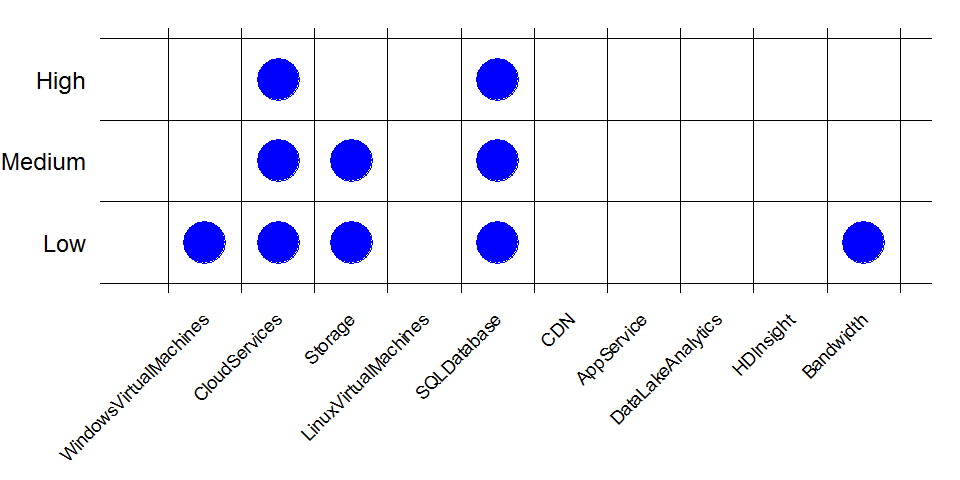 High
Medium
Low
WindowsVirtualMachines
CloudServices
Storage
LinuxVirtualMachines
SQLDatabase
CDN
AppService
DataLakeAnalytics
HDInsight
Bandwidth